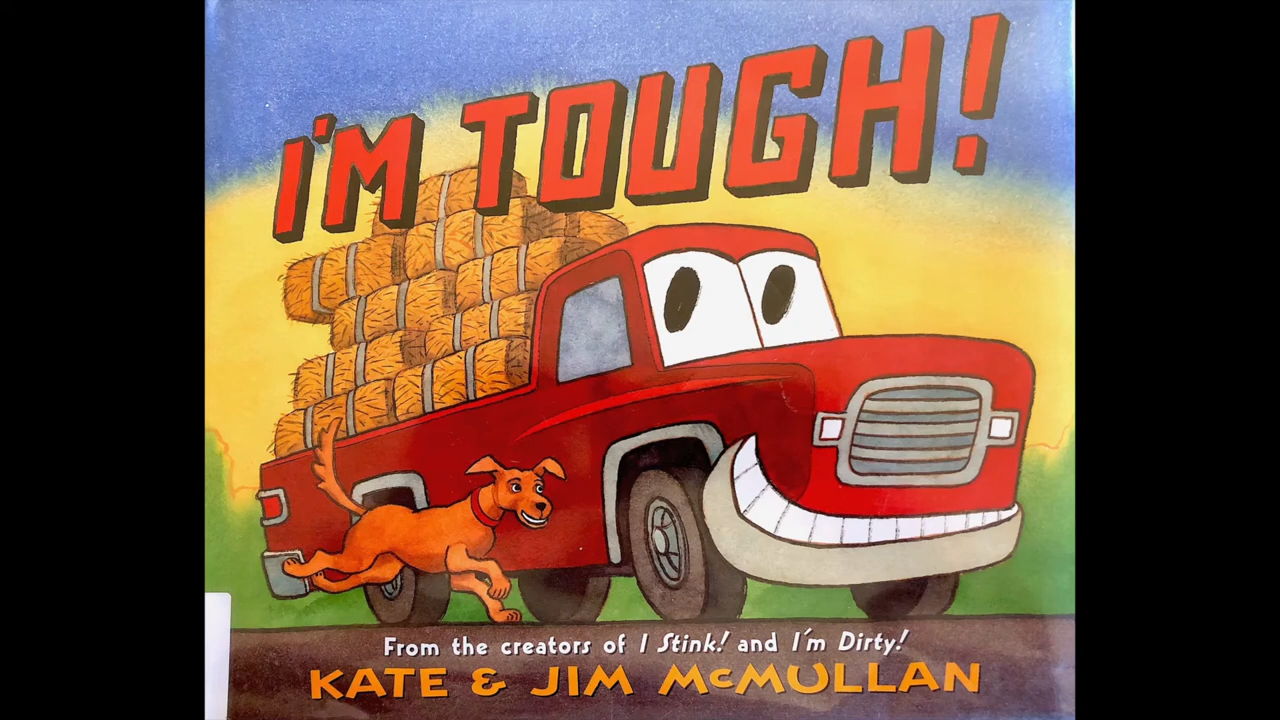 I'M TOUGH!
From the creators of I Stink! and I'm Dirty!
KATE & JIM McMULLAN